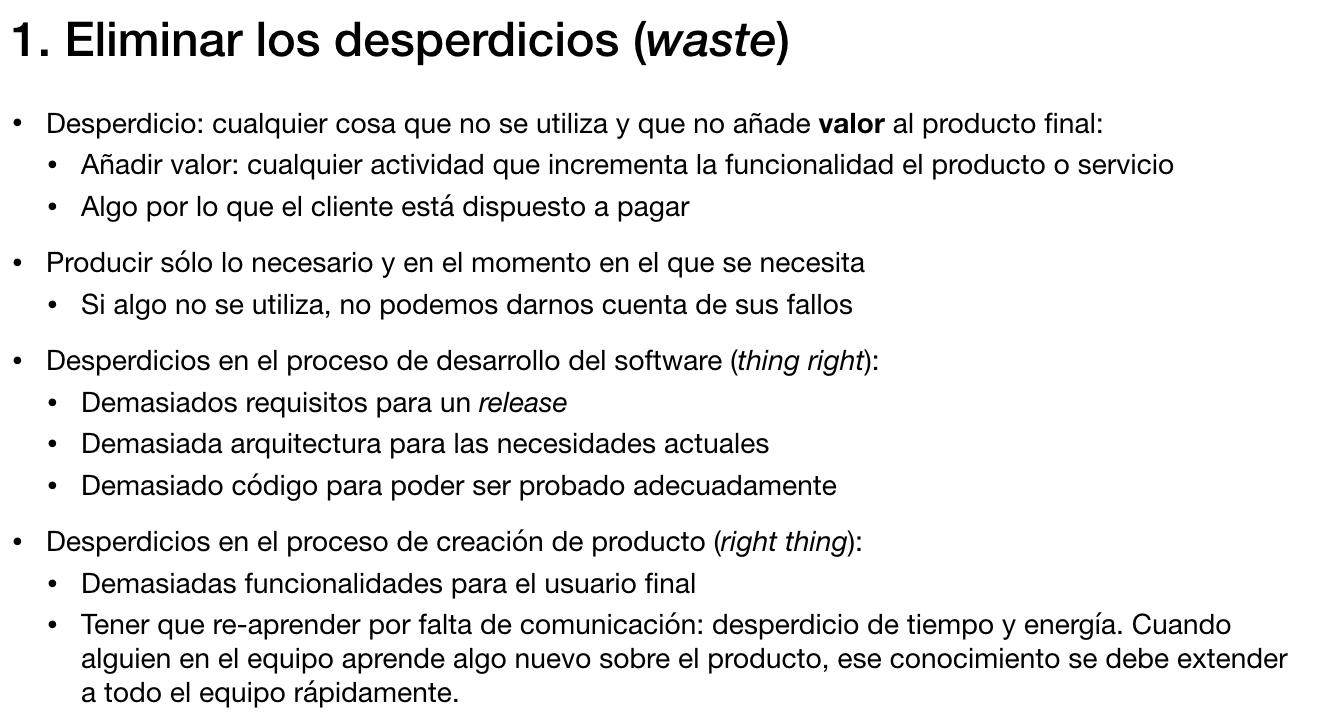 1. Eliminar los desperdicios (waste)
• Desperdicio: cualquier cosa que no se utiliza y que no añade valor al producto final:
• Añadir valor: cualquier actividad que incrementa la funcionalidad el producto o servicio
• Algo por lo que el cliente está dispuesto a pagar
• Producir sólo lo necesario y en el momento en el que se necesita
• Si algo no se utiliza, no podemos darnos cuenta de sus fallos
• Desperdicios en el proceso de desarrollo del software (thing right):
• Demasiados requisitos para un release
• Demasiada arquitectura para las necesidades actuales
• Demasiado código para poder ser probado adecuadamente
• Desperdicios en el proceso de creación de producto (right thing):
• Demasiadas funcionalidades para el usuario final
• Tener que re-aprender por falta de comunicación: desperdicio de tiempo y energía. Cuando
alguien en el equipo aprende algo nuevo sobre el producto, ese conocimiento se debe extender
a todo el equipo rápidamente.